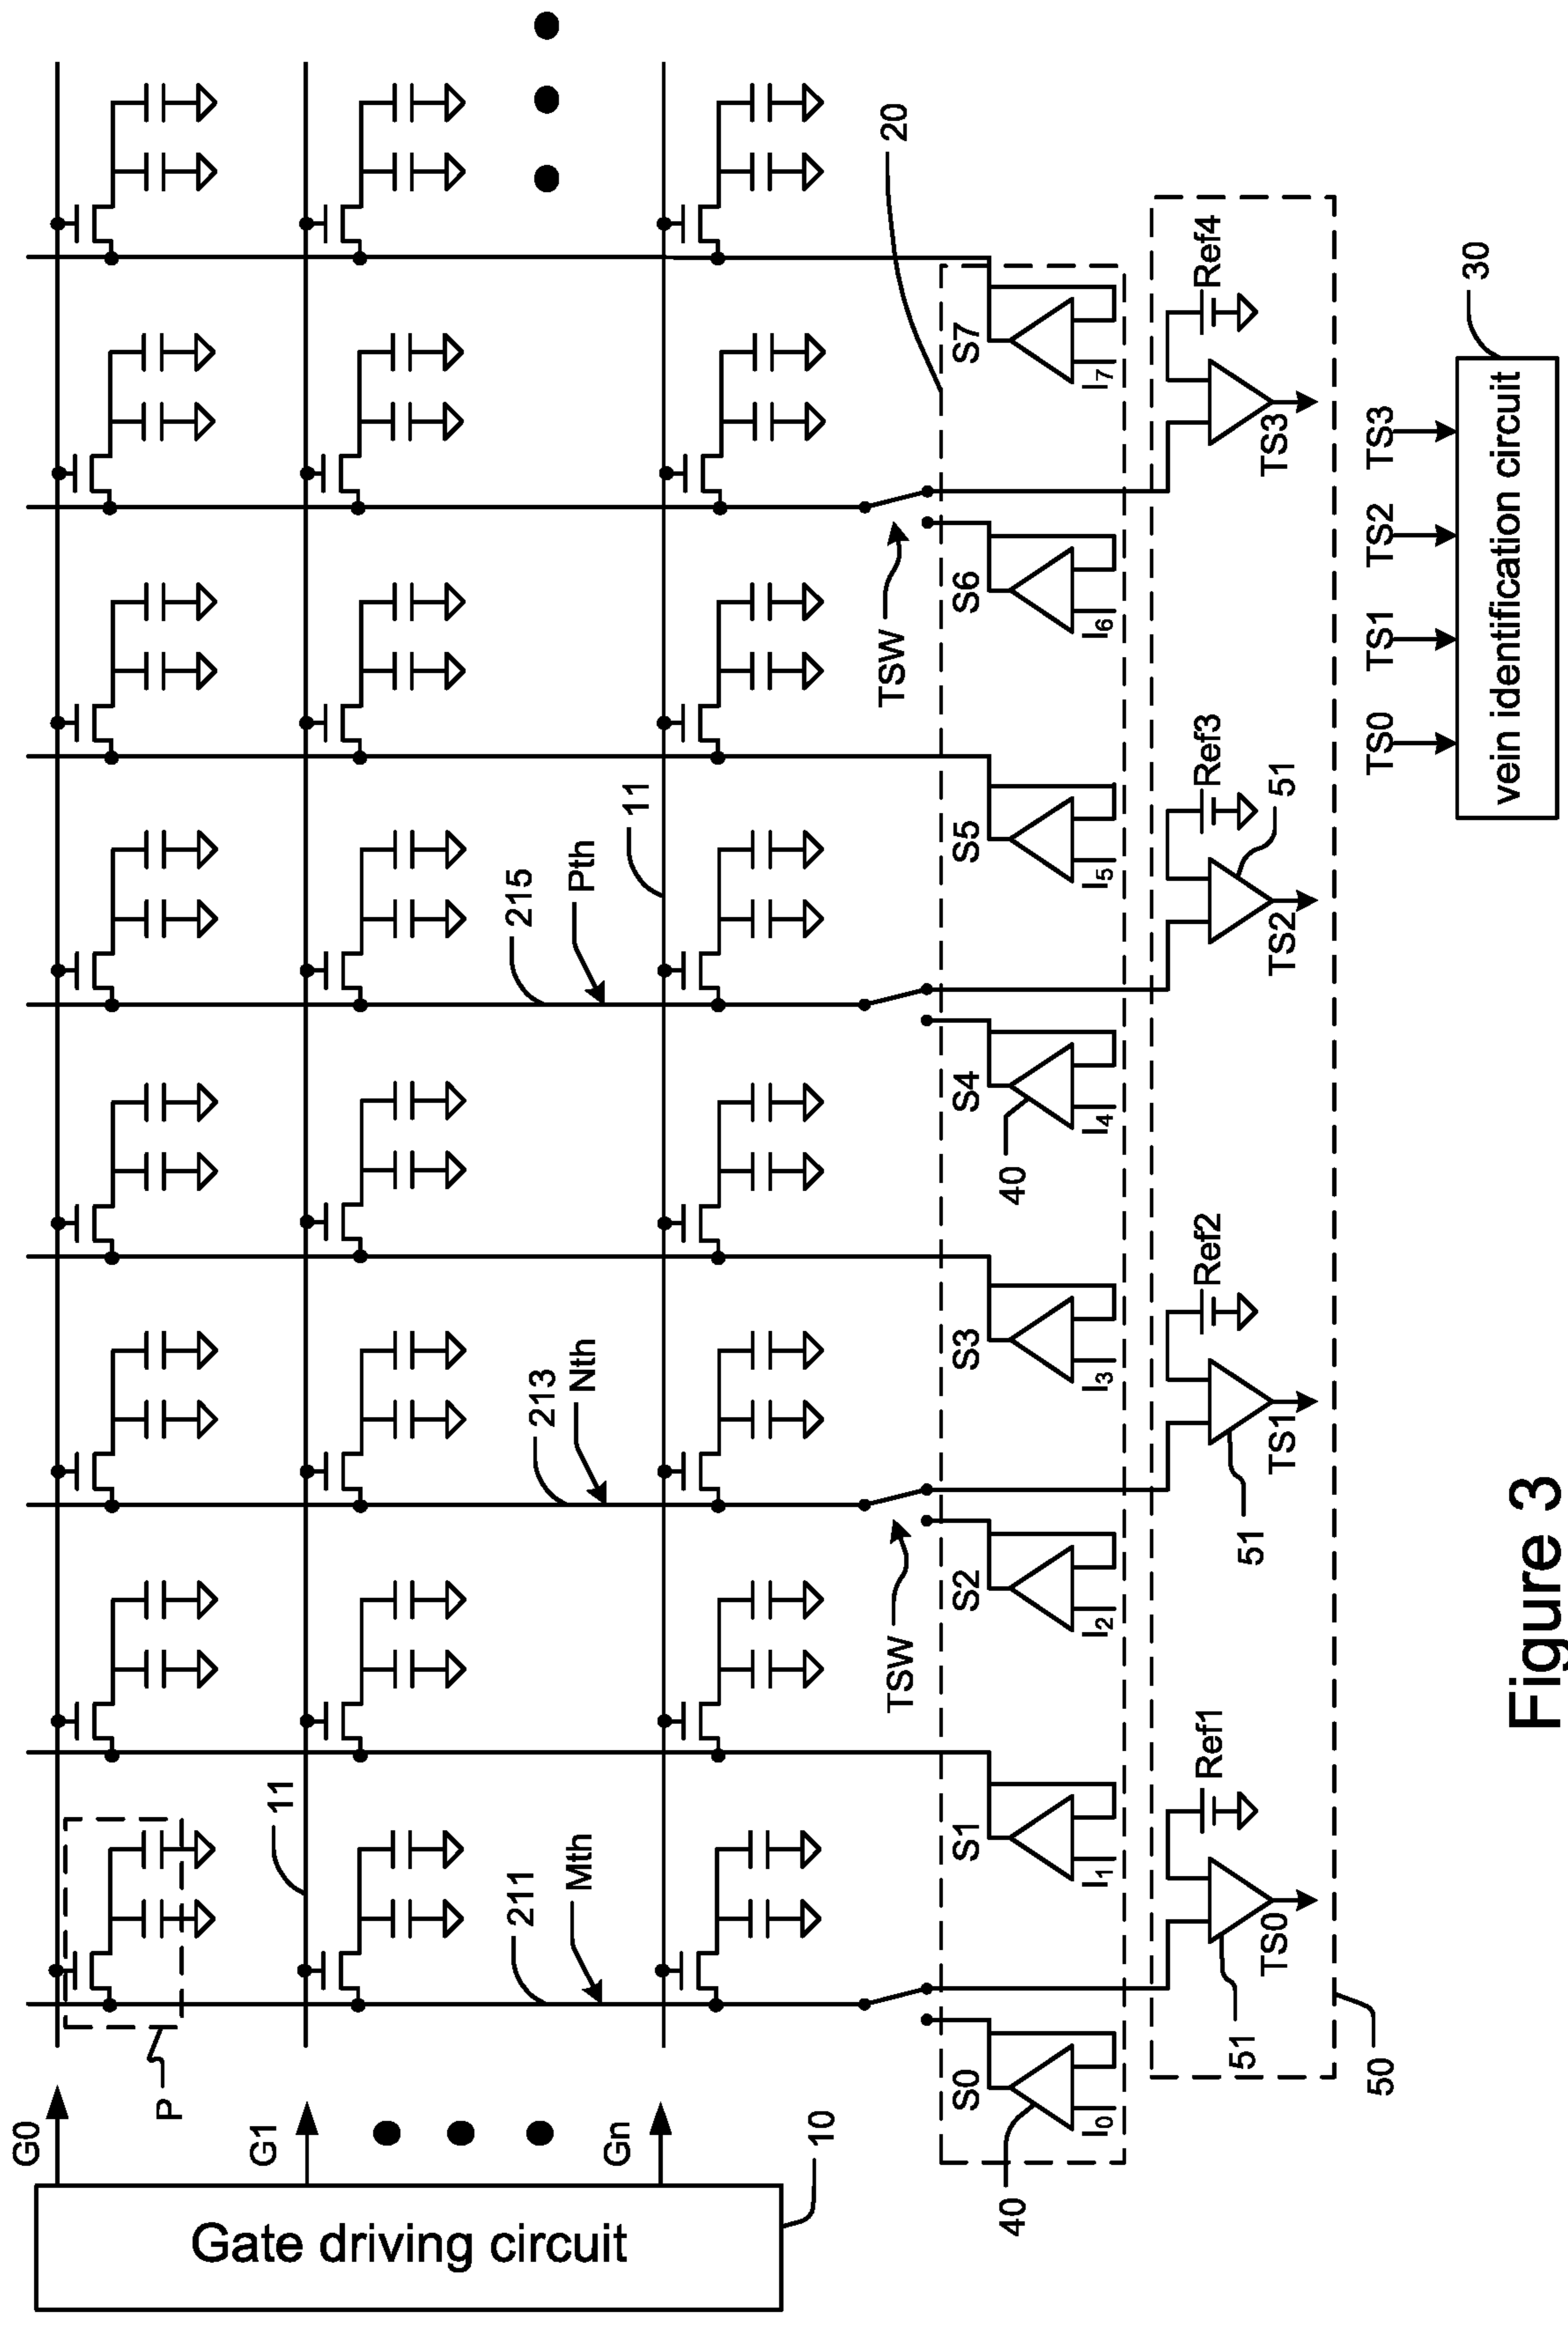 G0
G1
Gn
Gate driving circuit
10
P
11
11
211
Mth
213
Nth
215
Pth
TSW
TSW
20
S0
S1
S2
S3
S4
S5
S6
S7
I0
I1
I2
I3
I4
I5
I6
I7
40
40
Ref1
Ref2
Ref3
Ref4
51
51
51
TS0
TS1
TS2
TS3
50
TS0
TS1
TS2
TS3
vein identification circuit
30
Figure 3